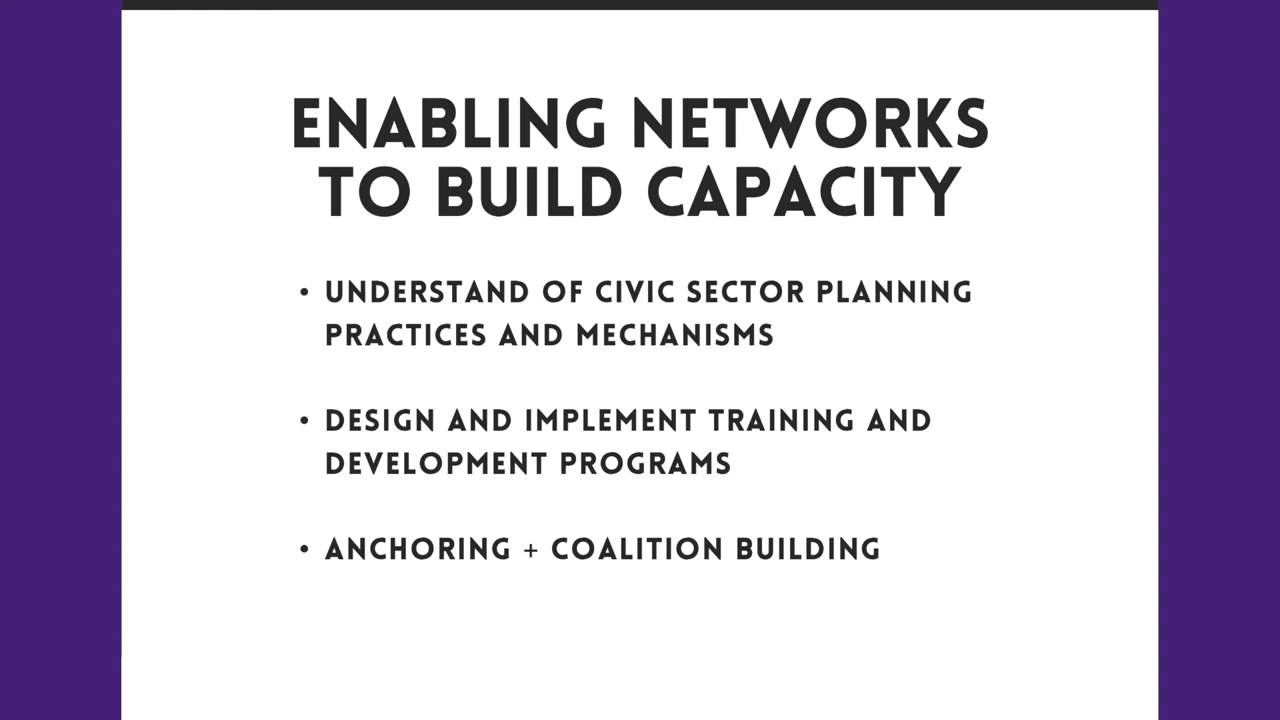 ENABLING NETWORKS
TO BUILD CAPACITY
• UNDERSTAND OF CIVIC SECTOR PLANNING
PRACTICES AND MECHANISMS
• DESIGN AND IMPLEMENT TRAINING AND
DEVELOPMENT PROGRAMS
• ANCHORING + COALITION BUILDING